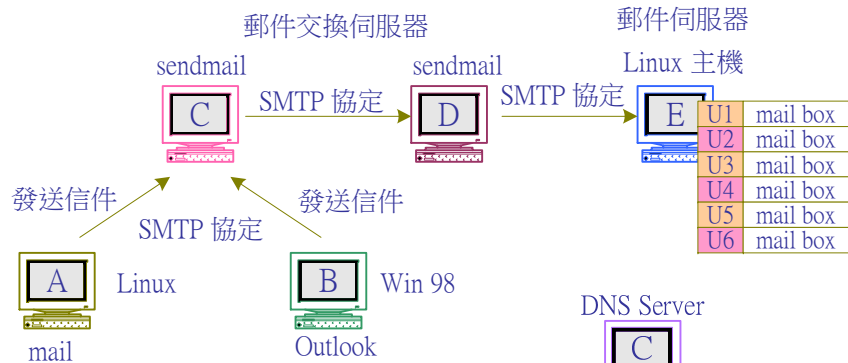 郵件交換伺服器
郵件伺服器
sendmail
sendmail
Linux 主機
C
SMTP 協定
D
SMTP 協定
E
U1 mail box
U2 mail box
U3 mail box
U4 mail box
U5 mail box
U6 mail box
發送信件
發送信件
SMTP 協定
A
Linux
B
Win 98
mail
Outlook
DNS Server
C